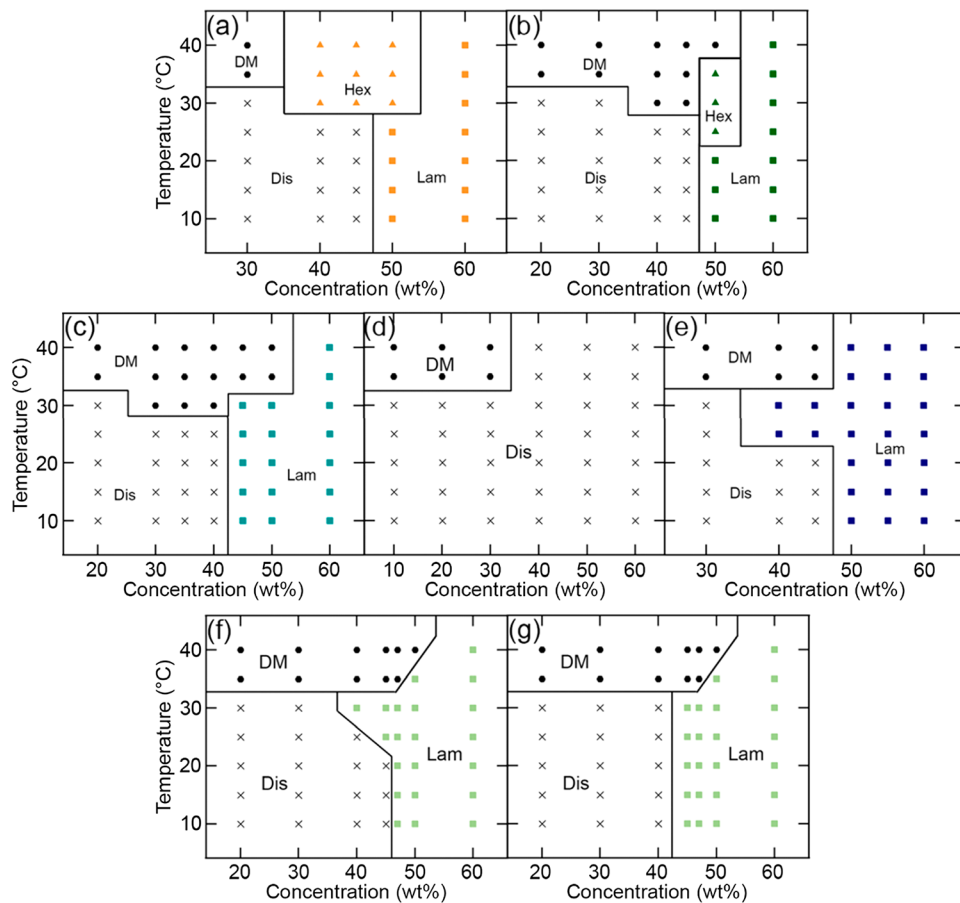 (a)
(b)
Temperature (°C)
40
30
20
10
DM
Hex
Dis
Lam
DM
Hex
Dis
Lam
30 40 50 60
20 30 40 50 60
Concentration (wt%)
Concentration (wt%)
(c)
(d)
(e)
Temperature (°C)
40
30
20
10
DM
Dis
Lam
DM
Dis
DM
Lam
Dis
20 30 40 50 60
10 20 30 40 50 60
30 40 50 60
Concentration (wt%)
Concentration (wt%)
Concentration (wt%)
(f)
(g)
Temperature (°C)
40
30
20
10
DM
Dis
Lam
DM
Dis
Lam
20 30 40 50 60
20 30 40 50 60
Concentration (wt%)
Concentration (wt%)